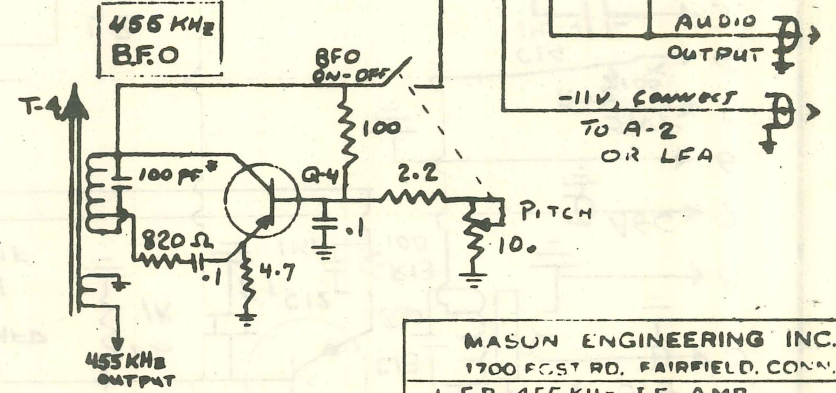 455 KHz
B.F.O
BFO
ON-OFF
AUDIO
OUTPUT
T-4
-11V, CONNECT
TO A-2
OR LFA
100
100 PF*
Q-4
2.2
PITCH
820 Ω
.1
.1
4.7
10.
455 KHz
OUTPUT
MASON ENGINEERING INC.
1700 POST RD. FAIRFIELD, CONN.
455 KHz I.F. AMP